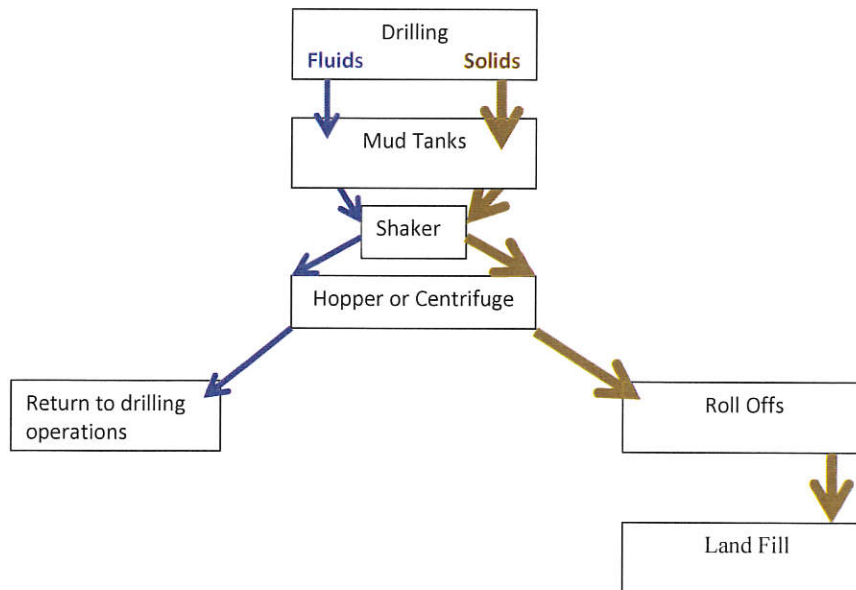 Drilling
Fluids Solids
Mud Tanks
Shaker
Hopper or Centrifuge
Return to drilling
operations
Roll Offs
Land Fill